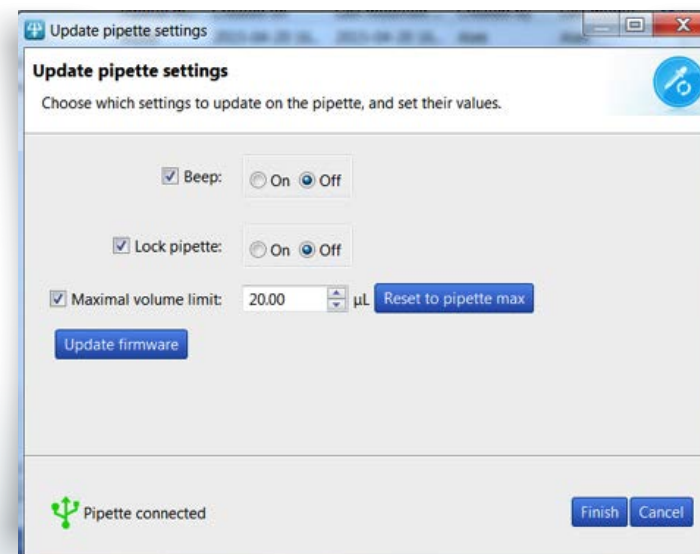 Update pipette settings
Update pipette settings
Choose which settings to update on the pipette, and set their values.
Beep: On Off
Lock pipette: On Off
Maximal volume limit: 20.00 µL Reset to pipette max
Update firmware
Pipette connected Finish Cancel